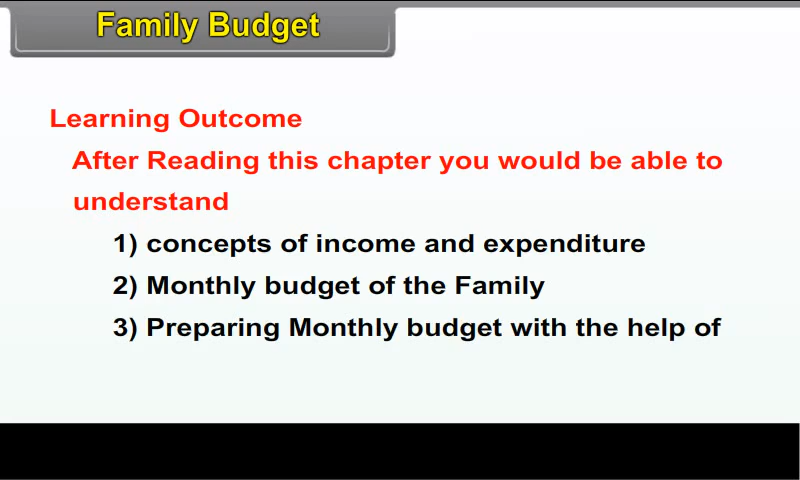 Family Budget
Learning Outcome
After Reading this chapter you would be able to
understand
1) concepts of income and expenditure
2) Monthly budget of the Family
3) Preparing Monthly budget with the help of